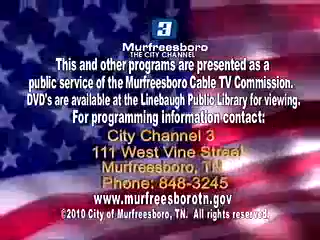 3
Murfreesboro
THE CITY CHANNEL
This and other programs are presented as a
public service of the Murfreesboro Cable TV Commission.
DVD's are available at the Linebaugh Public Library for viewing.
For programming information contact:
City Channel 3
111 West Vine Street
Murfreesboro, TN
Phone: 848-3245
www.murfreesborotn.gov
©2010 City of Murfreesboro, TN. All rights reserved.